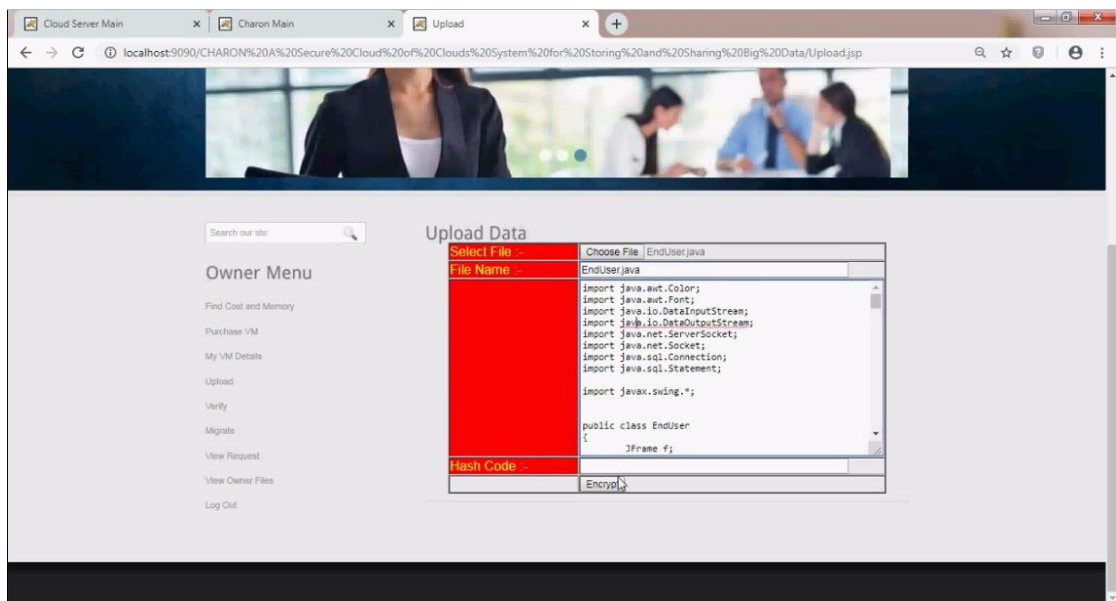 Cloud Server Main
Charon Main
Upload
localhost:9090/CHARON%20A%20Secure%20Cloud%20of%20Clouds%20System%20for%20Storing%20and%20Sharing%20Big%20Data/Upload.jsp
Search our site:
Owner Menu
Find Cost and Memory
Purchase VM
My VM Details
Upload
Verify
Migrate
View Request
View Owner Files
Log Out
Upload Data
Select File :-
Choose File EndUser.java
File Name :-
EndUser.java
import java.awt.Color;
import java.awt.Font;
import java.io.DataInputStream;
import java.io.DataOutputStream;
import java.net.ServerSocket;
import java.net.Socket;
import java.sql.Connection;
import java.sql.Statement;
import javax.swing.*;
public class EndUser
{
JFrame f;
Hash Code :-
Encrypt